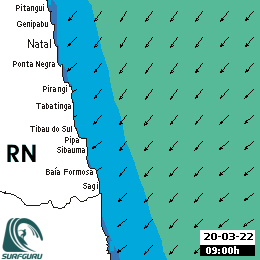 Pitangui
Genipabu
Natal
Ponta Negra
Pirangi
Tabatinga
Tibau do Sul
Pipa
Sibauma
RN
Baía Formosa
Sagi
20-03-22
09:00h
SURFGURU